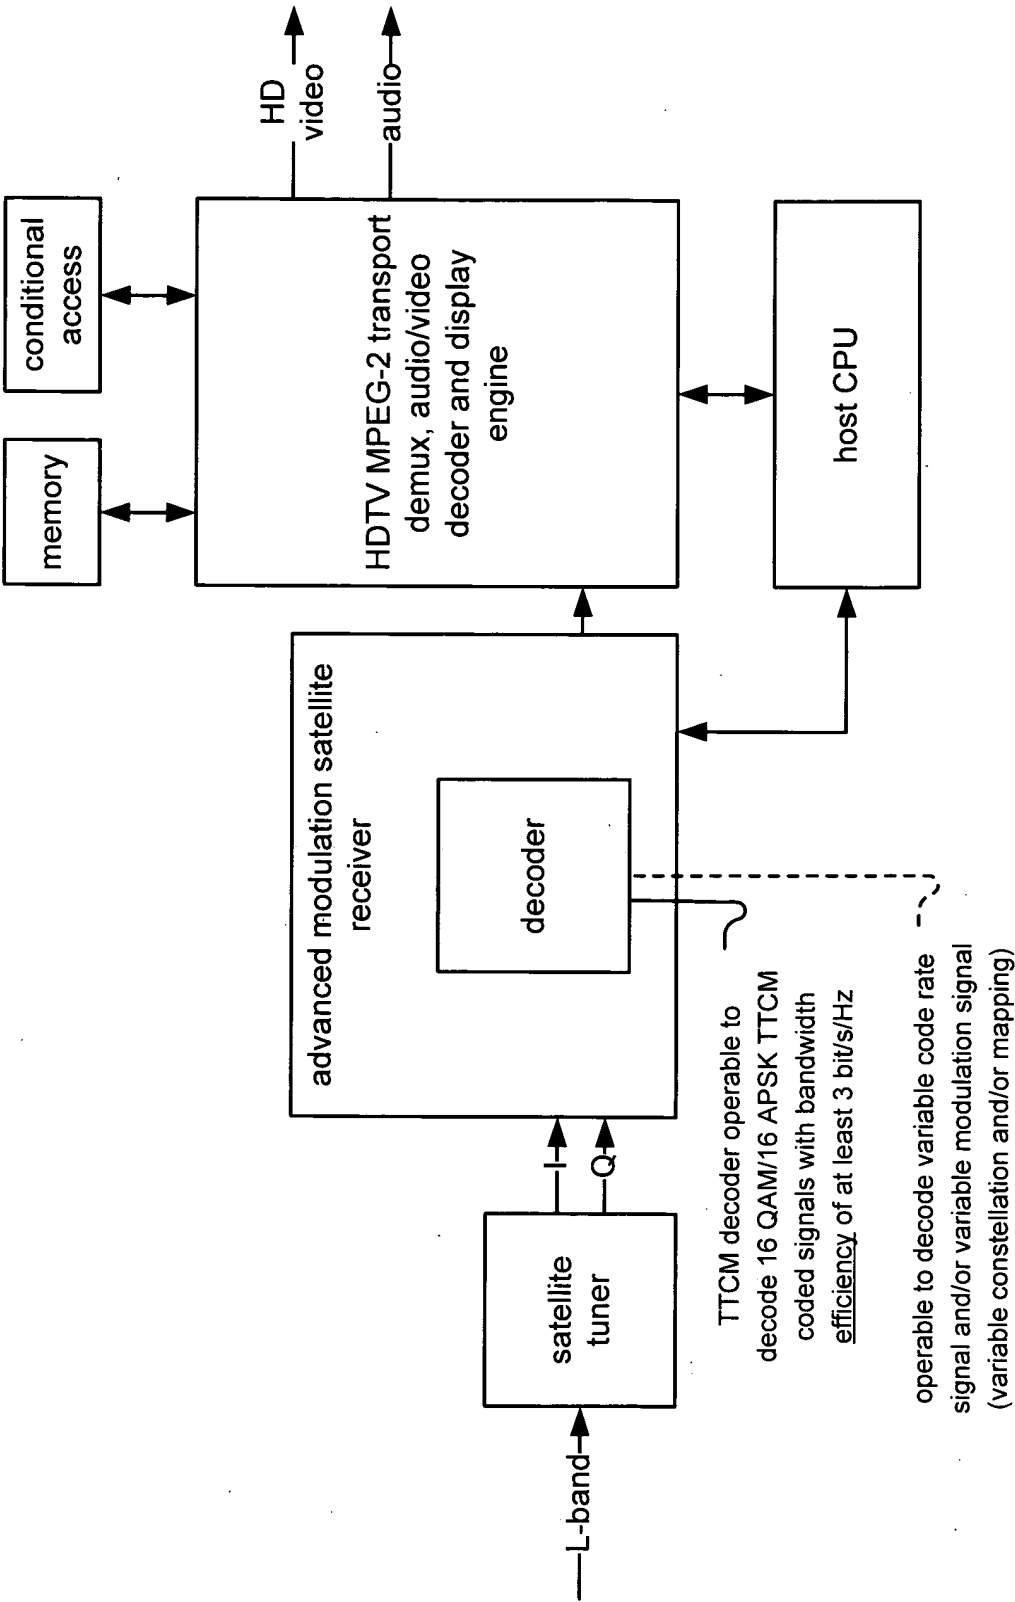 L-band
satellite
tuner
I
Q
advanced modulation satellite
receiver
decoder
TTCM decoder operable to
decode 16 QAM/16 APSK TTCM
coded signals with bandwidth
efficiency of at least 3 bit/s/Hz
operable to decode variable code rate
signal and/or variable modulation signal
(variable constellation and/or mapping)
memory
conditional
access
HDTV MPEG-2 transport
demux, audio/video
decoder and display
engine
host CPU
HD
video
audio